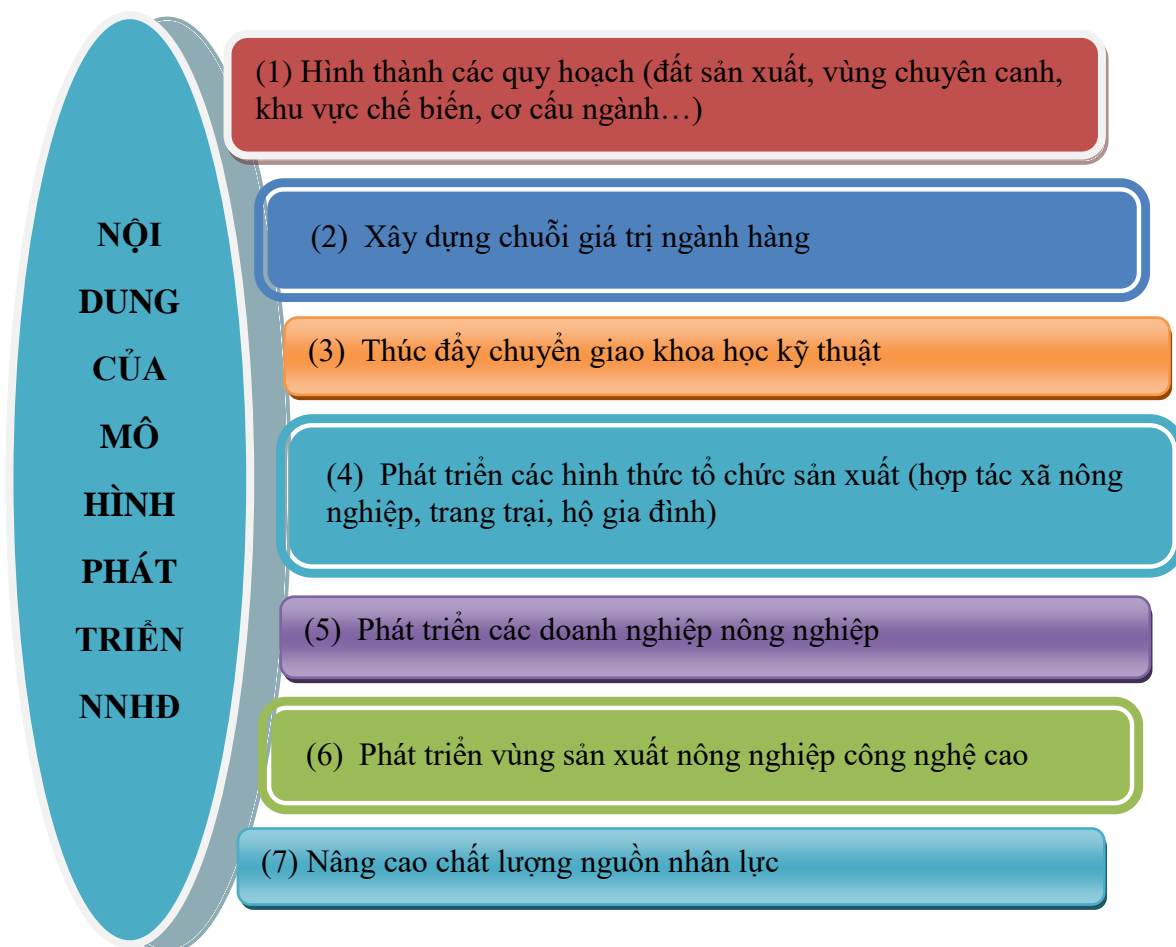 NỘI
DUNG
CỦA
MÔ
HÌNH
PHÁT
TRIỂN
NNHĐ
(1) Hình thành các quy hoạch (đất sản xuất, vùng chuyên canh,
khu vực chế biến, cơ cấu ngành…)
(2) Xây dựng chuỗi giá trị ngành hàng
(3) Thúc đẩy chuyển giao khoa học kỹ thuật
(4) Phát triển các hình thức tổ chức sản xuất (hợp tác xã nông
nghiệp, trang trại, hộ gia đình)
(5) Phát triển các doanh nghiệp nông nghiệp
(6) Phát triển vùng sản xuất nông nghiệp công nghệ cao
(7) Nâng cao chất lượng nguồn nhân lực